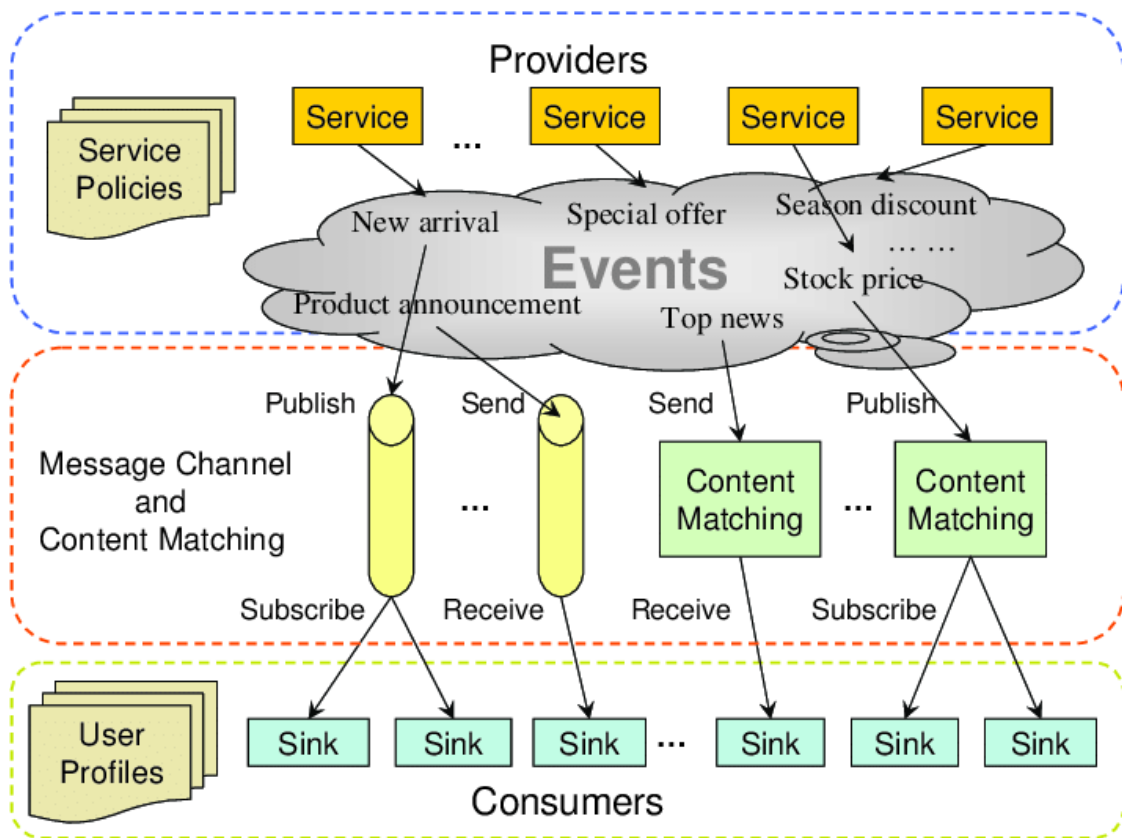 Providers
Service
Service
Service
Service
...
Service
Policies
New arrival
Special offer
Season discount
... ...
Events
Stock price
Product announcement
Top news
Publish
Send
Send
Publish
Message Channel
and
Content Matching
...
Content
Matching
...
Content
Matching
Subscribe
Receive
Receive
Subscribe
User
Profiles
Sink
Sink
Sink
...
Sink
Sink
Sink
Consumers